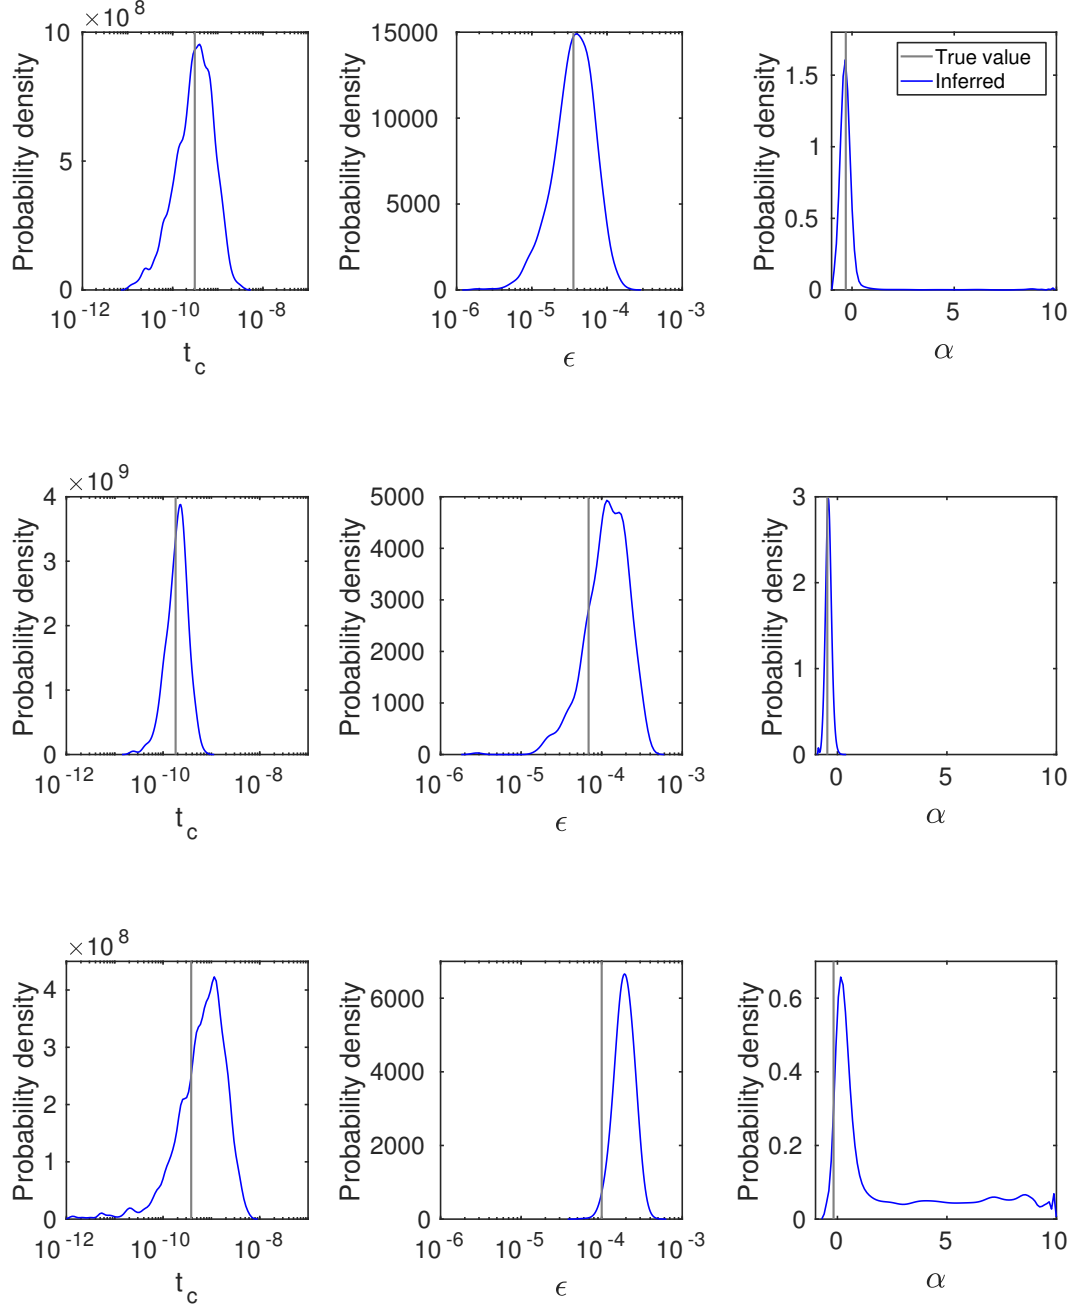 ×10^8
Probability density
10
5
0
10^-12 10^-10 10^-8
t_c
Probability density
15000
10000
5000
0
10^-6 10^-5 10^-4 10^-3
ϵ
Probability density
1.5
1
0.5
0
0 5 10
α
True value
Inferred
×10^9
Probability density
4
3
2
1
0
10^-12 10^-10 10^-8
t_c
Probability density
5000
4000
3000
2000
1000
0
10^-6 10^-5 10^-4 10^-3
ϵ
Probability density
3
2
1
0
0 5 10
α
×10^8
Probability density
4
3
2
1
0
10^-12 10^-10 10^-8
t_c
Probability density
6000
4000
2000
0
10^-6 10^-5 10^-4 10^-3
ϵ
Probability density
0.6
0.4
0.2
0
0 5 10
α